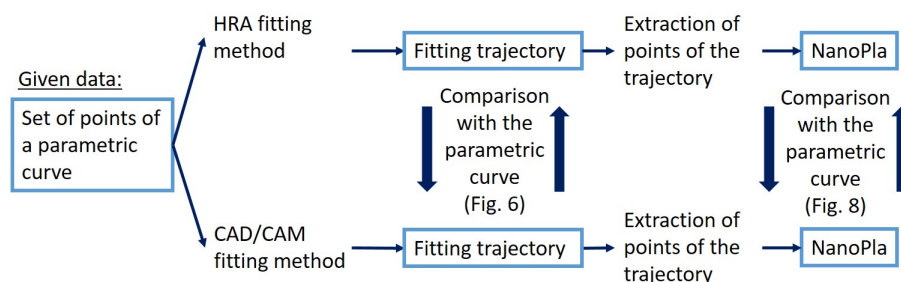 Given data:
Set of points of
a parametric
curve
HRA fitting
method
Fitting trajectory
Extraction of
points of the
trajectory
NanoPla
Comparison
with the
parametric
curve
(Fig. 6)
Comparison
with the
parametric
curve
(Fig. 8)
CAD/CAM
fitting method
Fitting trajectory
Extraction of
points of the
trajectory
NanoPla